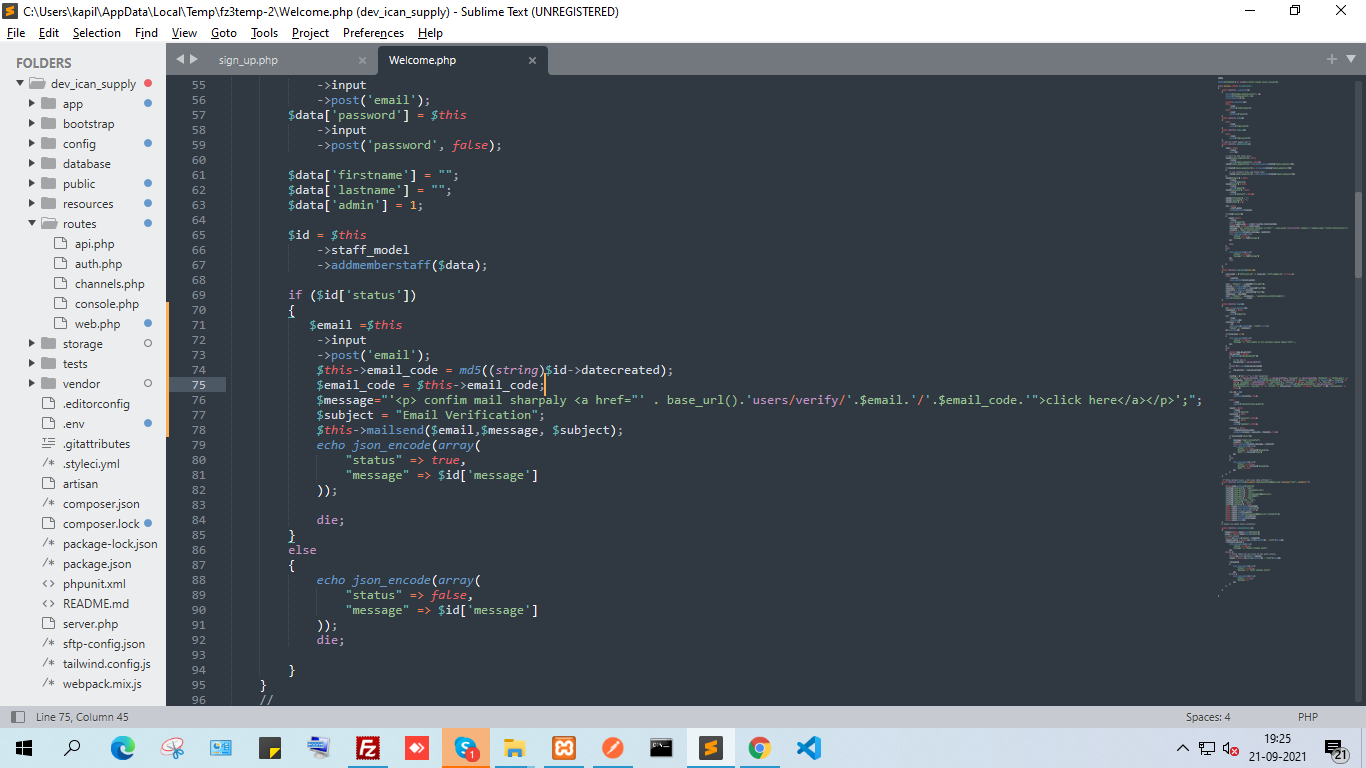 C:\Users\kapil\AppData\Local\Temp\fz3temp-2\Welcome.php (dev_ican_supply) - Sublime Text (UNREGISTERED)
File Edit Selection Find View Goto Tools Project Preferences Help
FOLDERS
dev_ican_supply
app
bootstrap
config
database
public
resources
routes
api.php
auth.php
channels.php
console.php
web.php
storage
tests
vendor
.editorconfig
.env
.gitattributes
/* .styleci.yml
artisan
/* composer.json
composer.lock
/* package-lock.json
/* package.json
<> phpunit.xml
<> README.md
server.php
/* sftp-config.json
/* tailwind.config.js
/* webpack.mix.js
sign_up.php × Welcome.php ×
55 ->input
56 ->post('email');
57 $data['password'] = $this
58 ->input
59 ->post('password', false);
60
61 $data['firstname'] = "";
62 $data['lastname'] = "";
63 $data['admin'] = 1;
64
65 $id = $this
66 ->staff_model
67 ->addmemberstaff($data);
68
69 if ($id['status'])
70 {
71 $email =$this
72 ->input
73 ->post('email');
74 $this->email_code = md5((string)$id->datecreated);
75 $email_code = $this->email_code;
76 $message="'<p> confim mail sharpaly <a href="' . base_url().'users/verify/'.$email.'/'.$email_code.'">click here</a></p>';";
77 $subject = "Email Verification";
78 $this->mailsend($email,$message, $subject);
79 echo json_encode(array(
80 "status" => true,
81 "message" => $id['message']
82 ));
83
84 die;
85 }
86 else
87 {
88 echo json_encode(array(
89 "status" => false,
90 "message" => $id['message']
91 ));
92 die;
93
94 }
95 }
96 //
Line 75, Column 45 Spaces: 4 PHP
1
19:25
21-09-2021
21